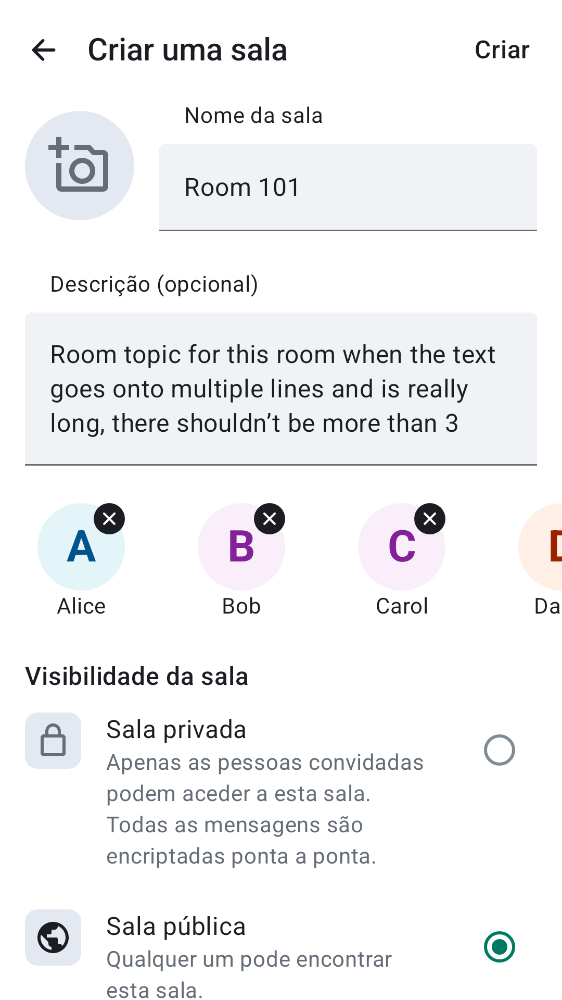 Criar uma sala
Criar
Nome da sala
Room 101
Descrição (opcional)
Room topic for this room when the text
goes onto multiple lines and is really
long, there shouldn’t be more than 3
A
B
C
Alice
Bob
Carol
Visibilidade da sala
Sala privada
Apenas as pessoas convidadas
podem aceder a esta sala.
Todas as mensagens são
encriptadas ponta a ponta.
Sala pública
Qualquer um pode encontrar
esta sala.